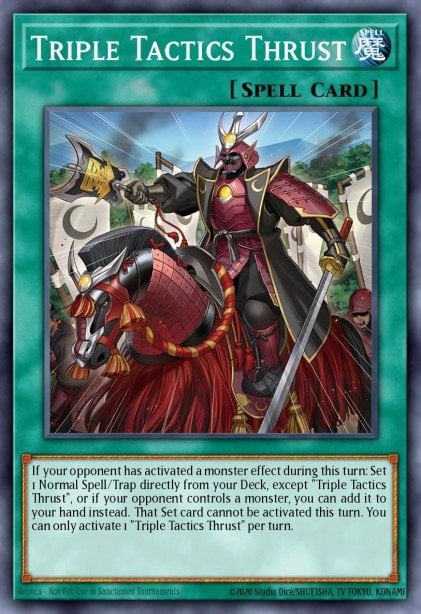 TRIPLE TACTICS THRUST
SPELL
魔
[ SPELL CARD ]
If your opponent has activated a monster effect during this turn: Set
1 Normal Spell/Trap directly from your Deck, except "Triple Tactics
Thrust", or if your opponent controls a monster, you can add it to
your hand instead. That Set card cannot be activated this turn. You
can only activate 1 "Triple Tactics Thrust" per turn.
Replica - Not For Use in Sanctioned Tournaments
©2020 Studio Dice/SHUEISHA, TV TOKYO, KONAMI